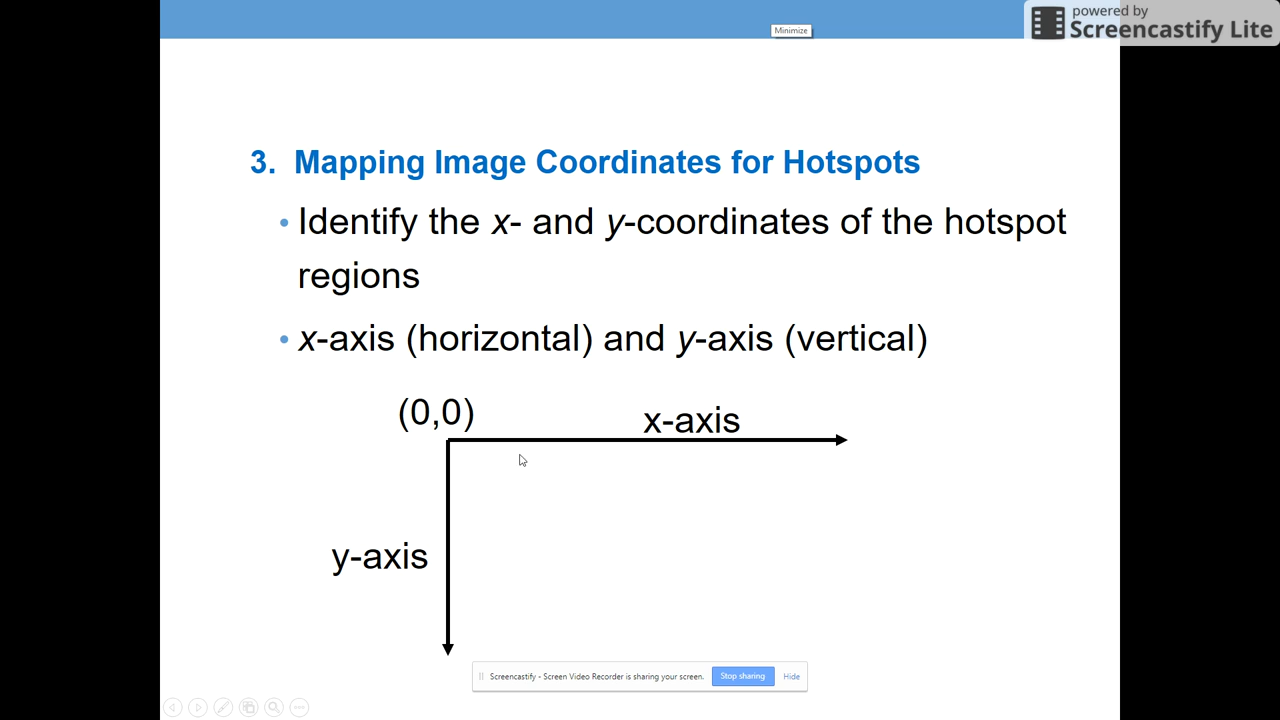 powered by
Screencastify Lite
Minimize
3. Mapping Image Coordinates for Hotspots
• Identify the x- and y-coordinates of the hotspot
regions
• x-axis (horizontal) and y-axis (vertical)
(0,0)
x-axis
y-axis
Screencastify - Screen Video Recorder is sharing your screen. Stop sharing Hide